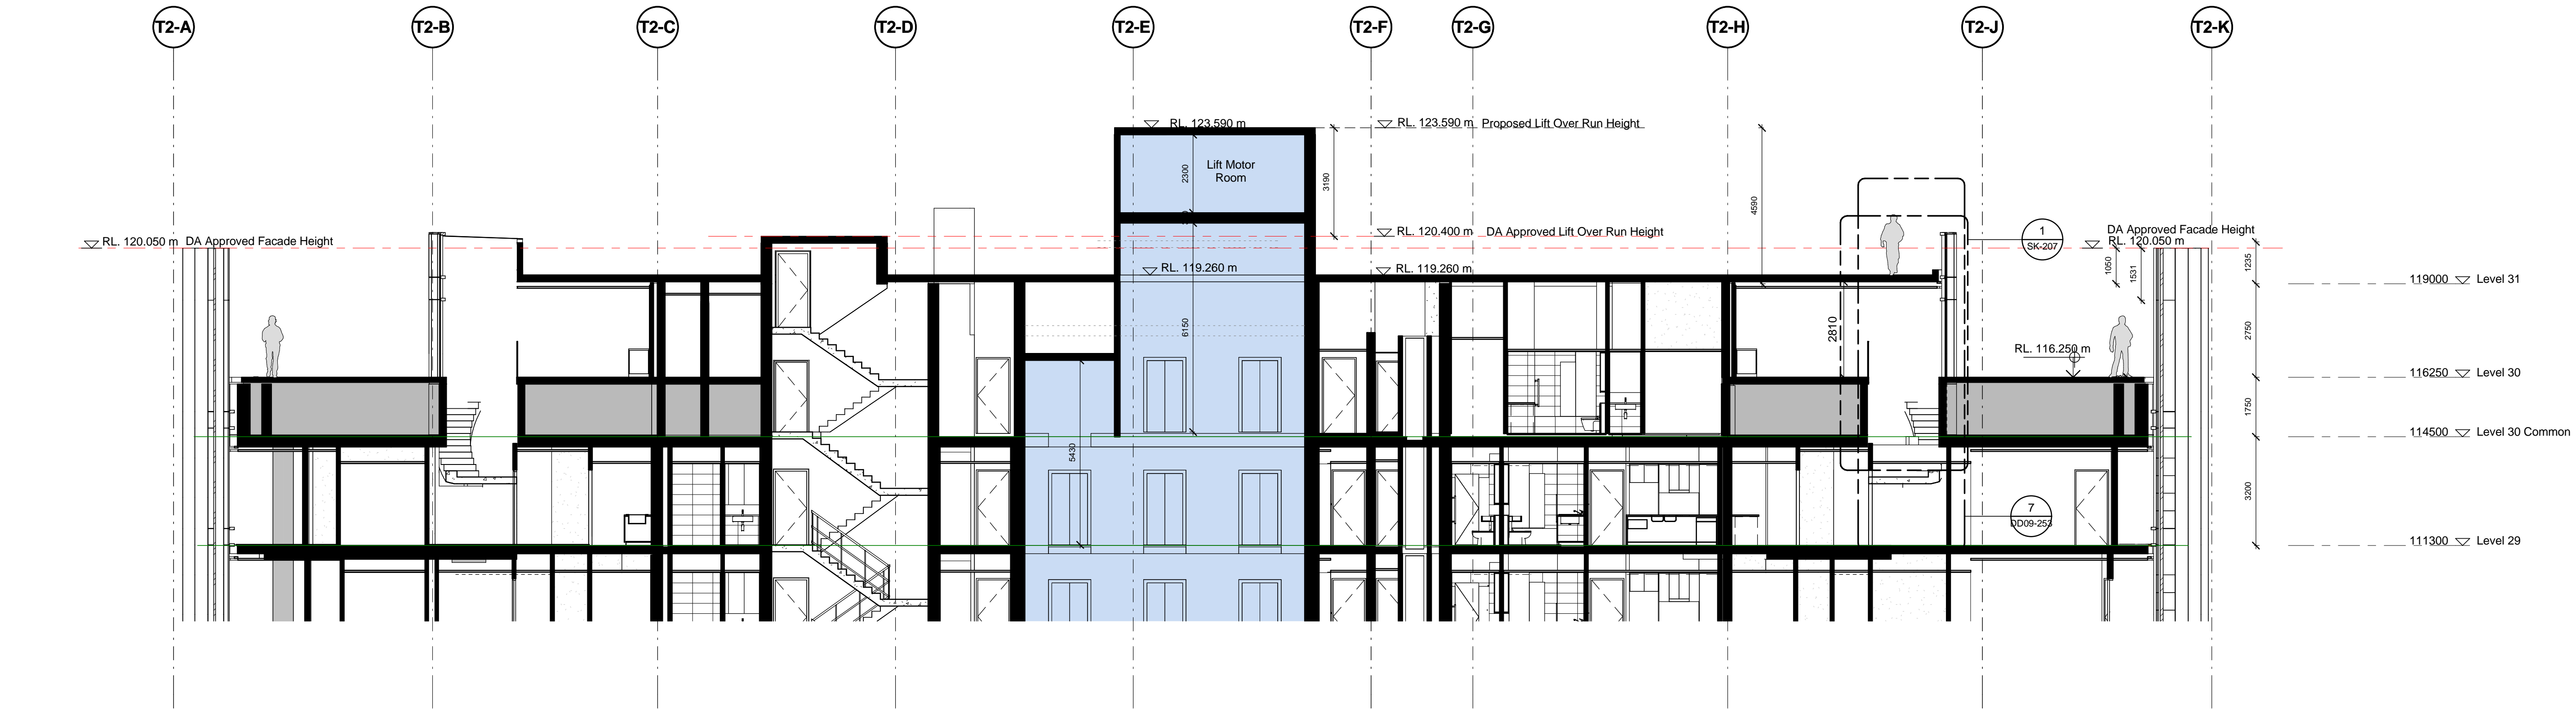 T2-A
T2-B
T2-C
T2-D
T2-E
T2-F
T2-G
T2-H
T2-J
T2-K
RL. 123.590 m
RL. 123.590 m Proposed Lift Over Run Height
Lift Motor
Room
2300
3190
4590
RL. 120.050 m DA Approved Facade Height
RL. 120.400 m DA Approved Lift Over Run Height
1
SK-207
DA Approved Facade Height
RL. 120.050 m
RL. 119.260 m
RL. 119.260 m
1050
1531
1235
119000 Level 31
6150
2810
2750
RL. 116.250 m
116250 Level 30
1750
114500 Level 30 Common
5430
3200
7
DD09-253
111300 Level 29